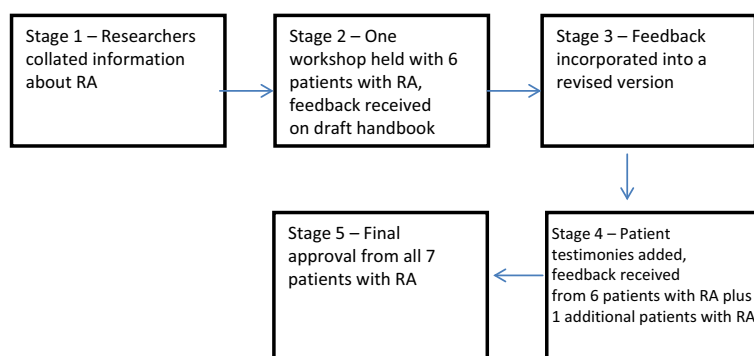 Stage 1 – Researchers
collated information
about RA
Stage 2 – One
workshop held with 6
patients with RA,
feedback received
on draft handbook
Stage 3 – Feedback
incorporated into a
revised version
Stage 4 – Patient
testimonies added,
feedback received
from 6 patients with RA plus
1 additional patients with RA
Stage 5 – Final
approval from all 7
patients with RA